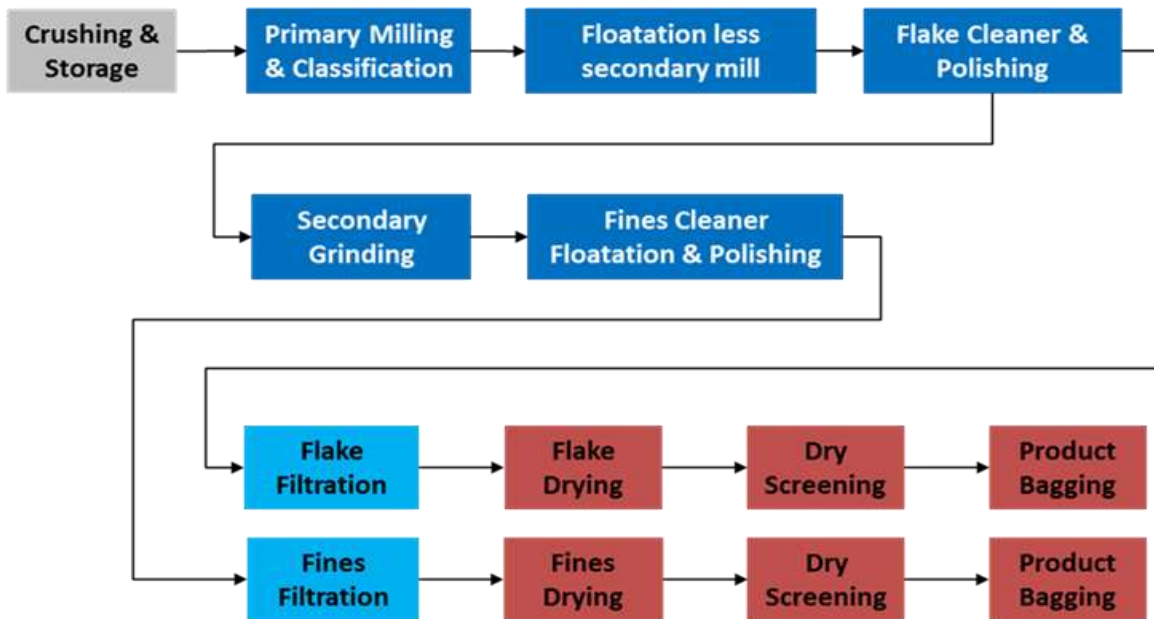 Crushing &
Storage
Primary Milling
& Classification
Floatation less
secondary mill
Flake Cleaner &
Polishing
Secondary
Grinding
Fines Cleaner
Floatation & Polishing
Flake
Filtration
Flake
Drying
Dry
Screening
Product
Bagging
Fines
Filtration
Fines
Drying
Dry
Screening
Product
Bagging